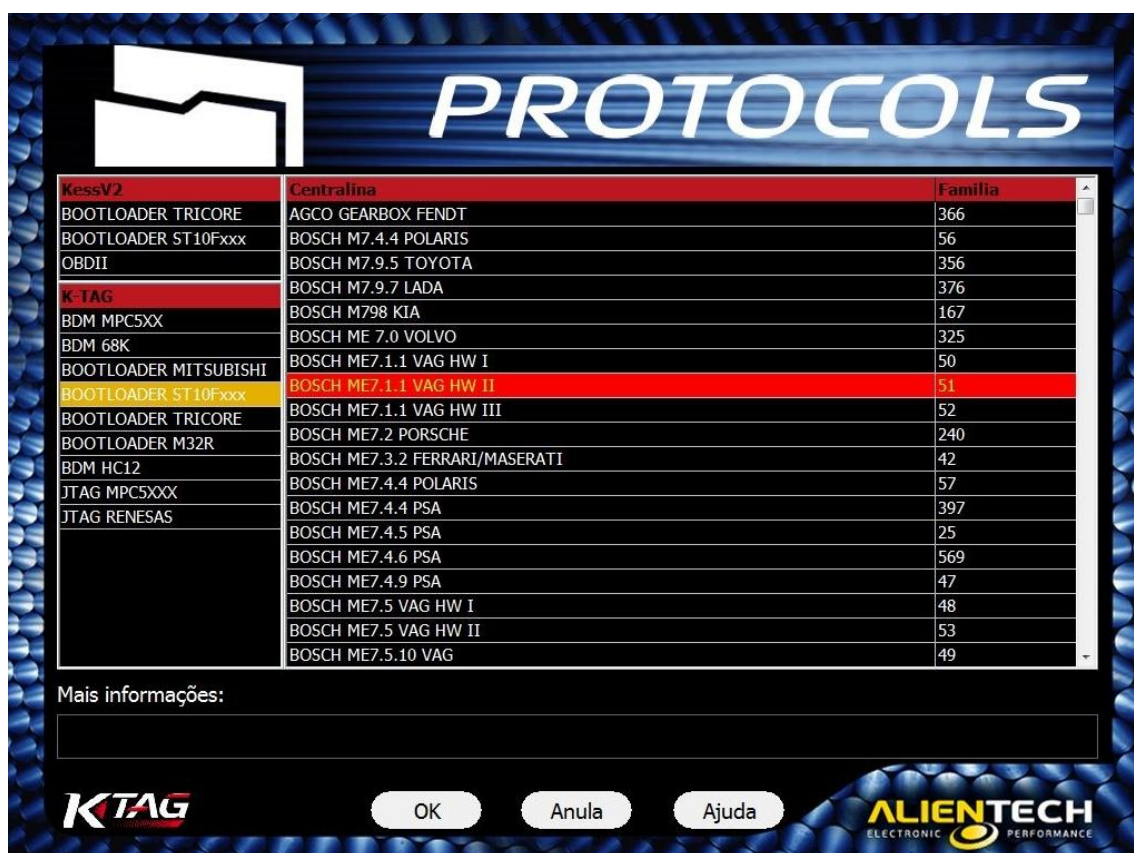 PROTOCOLS
KessV2
BOOTLOADER TRICORE
BOOTLOADER ST10Fxxx
OBDII
K-TAG
BDM MPC5XX
BDM 68K
BOOTLOADER MITSUBISHI
BOOTLOADER ST10Fxxx
BOOTLOADER TRICORE
BOOTLOADER M32R
BDM HC12
JTAG MPC5XXX
JTAG RENESAS
Centralina Familia
AGCO GEARBOX FENDT 366
BOSCH M7.4.4 POLARIS 56
BOSCH M7.9.5 TOYOTA 356
BOSCH M7.9.7 LADA 376
BOSCH M798 KIA 167
BOSCH ME 7.0 VOLVO 325
BOSCH ME7.1.1 VAG HW I 50
BOSCH ME7.1.1 VAG HW II 51
BOSCH ME7.1.1 VAG HW III 52
BOSCH ME7.2 PORSCHE 240
BOSCH ME7.3.2 FERRARI/MASERATI 42
BOSCH ME7.4.4 POLARIS 57
BOSCH ME7.4.4 PSA 397
BOSCH ME7.4.5 PSA 25
BOSCH ME7.4.6 PSA 569
BOSCH ME7.4.9 PSA 47
BOSCH ME7.5 VAG HW I 48
BOSCH ME7.5 VAG HW II 53
BOSCH ME7.5.10 VAG 49
Mais informações:
KTAG
OK
Anula
Ajuda
ALIENTECH
ELECTRONIC PERFORMANCE